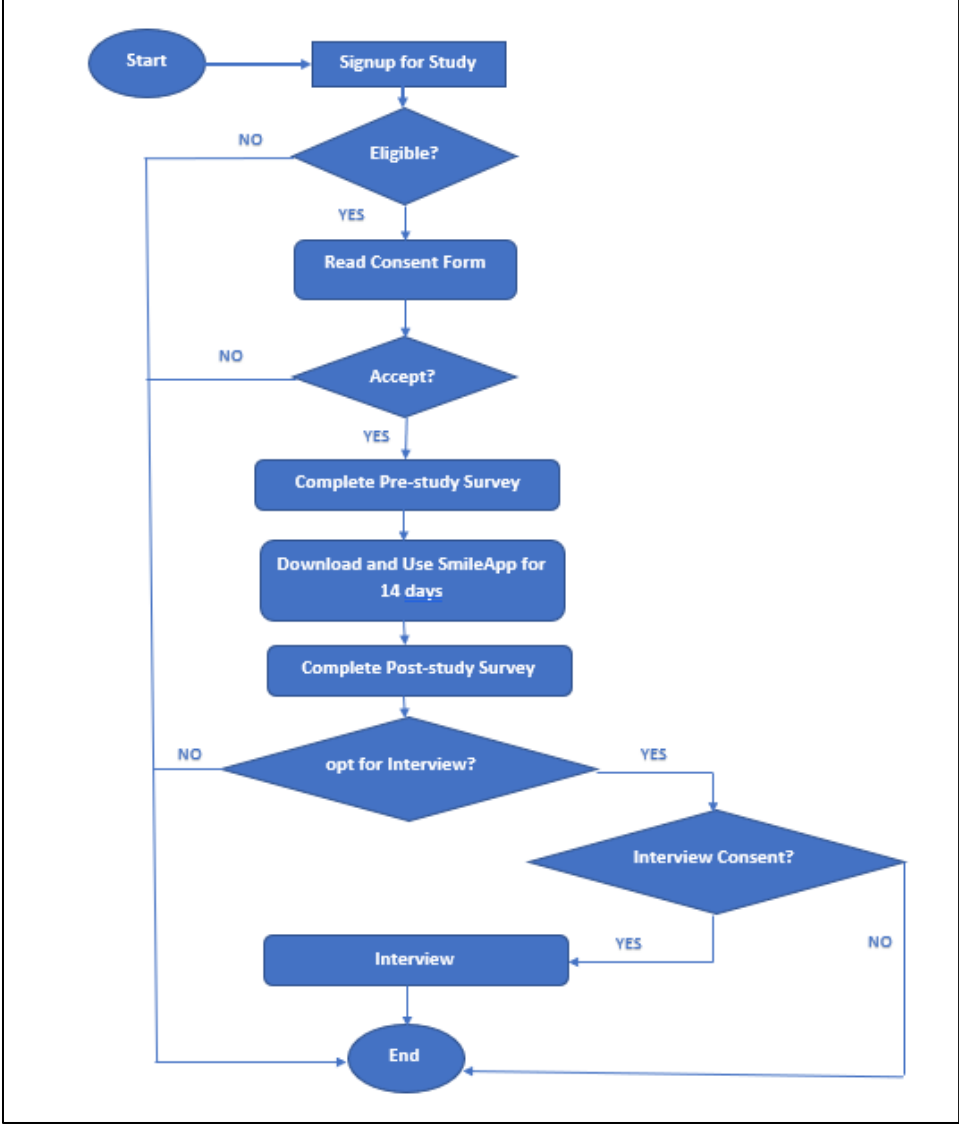 Start
Signup for Study
NO
Eligible?
YES
Read Consent Form
NO
Accept?
YES
Complete Pre-study Survey
Download and Use SmileApp for
14 days
Complete Post-study Survey
NO
opt for Interview?
YES
Interview Consent?
YES
NO
Interview
End